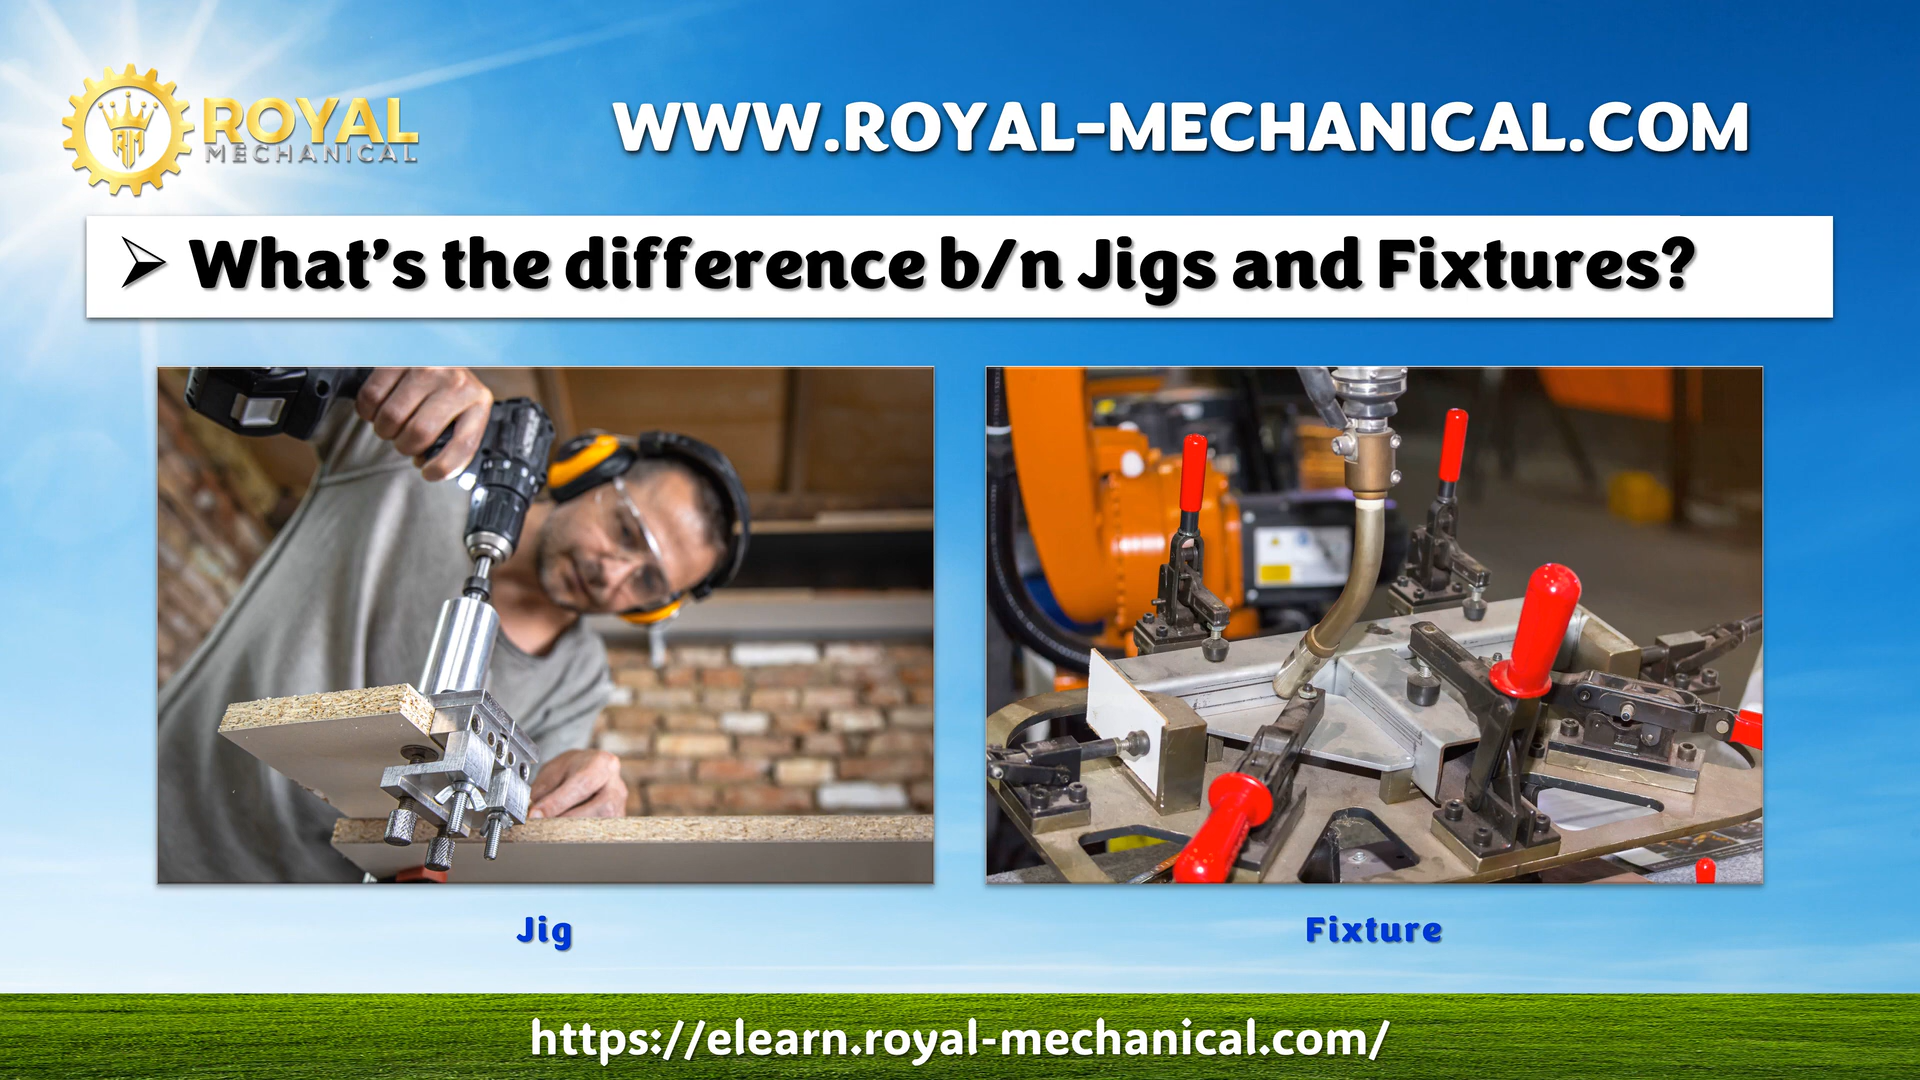 ROYAL
MECHANICAL
WWW.ROYAL-MECHANICAL.COM
➢ What's the difference b/n Jigs and Fixtures?
Jig
Fixture
https://elearn.royal-mechanical.com/